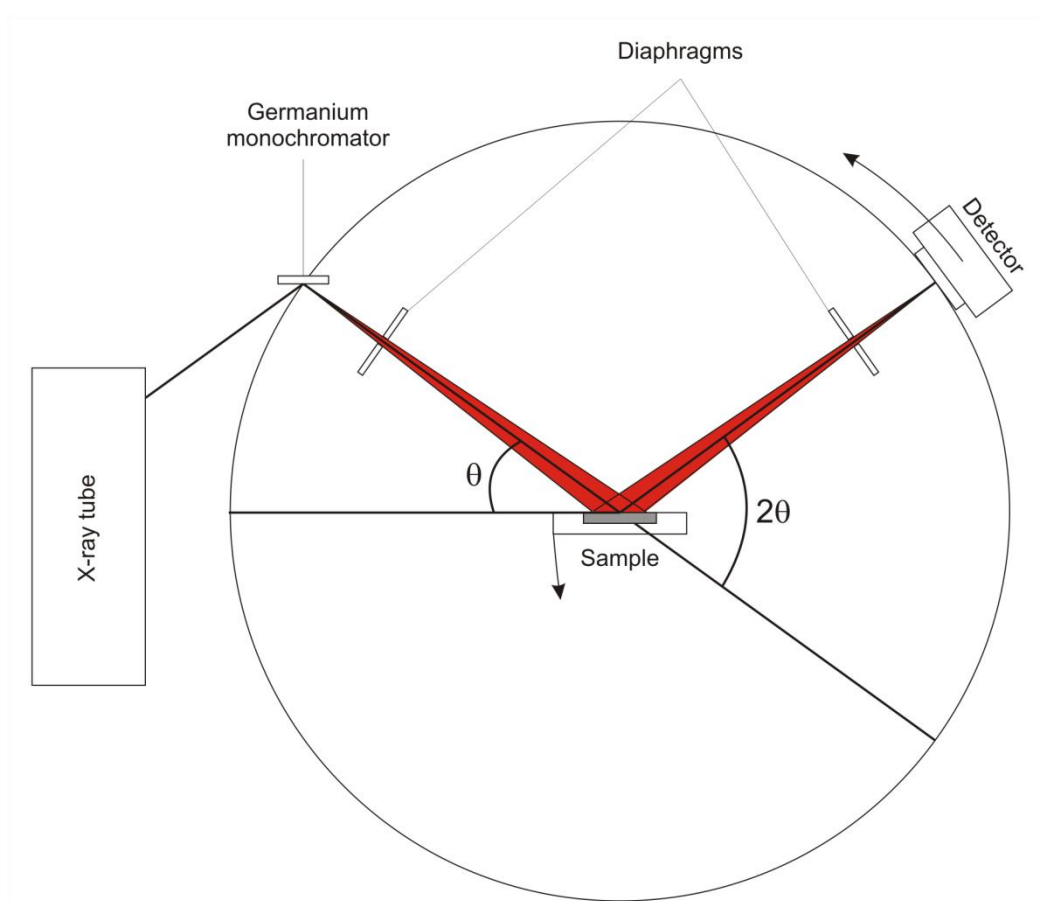 Diaphragms
Germanium
monochromator
Detector
θ
2θ
X-ray tube
Sample